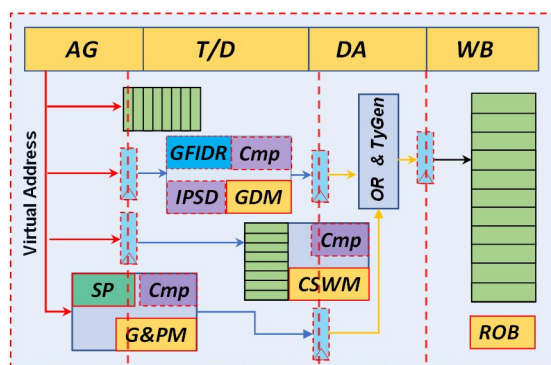 AG T/D DA WB
Virtual Address
GFIDR Cmp
IPSD GDM
OR & TyGen
Cmp
CSWM
SP Cmp
G&PM
ROB